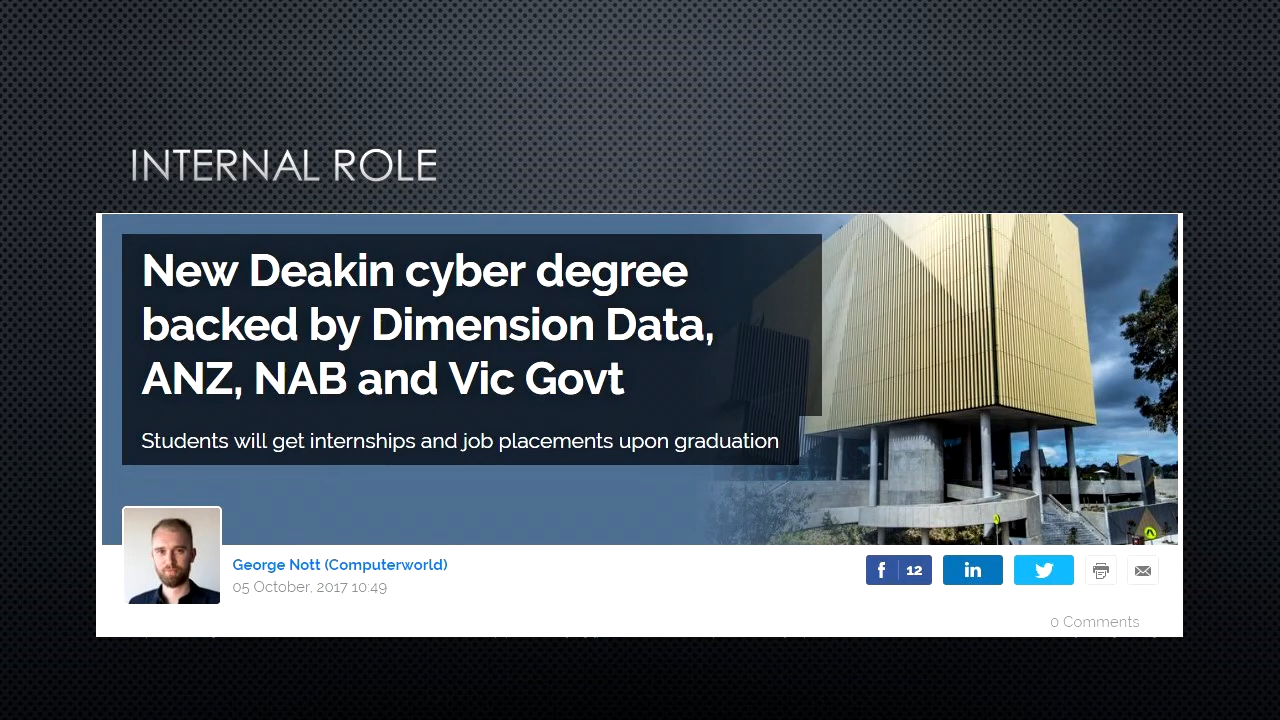 INTERNAL ROLE
New Deakin cyber degree
backed by Dimension Data,
ANZ, NAB and Vic Govt
Students will get internships and job placements upon graduation
George Nott (Computerworld)
05 October, 2017 10:49
f 12
in
0 Comments